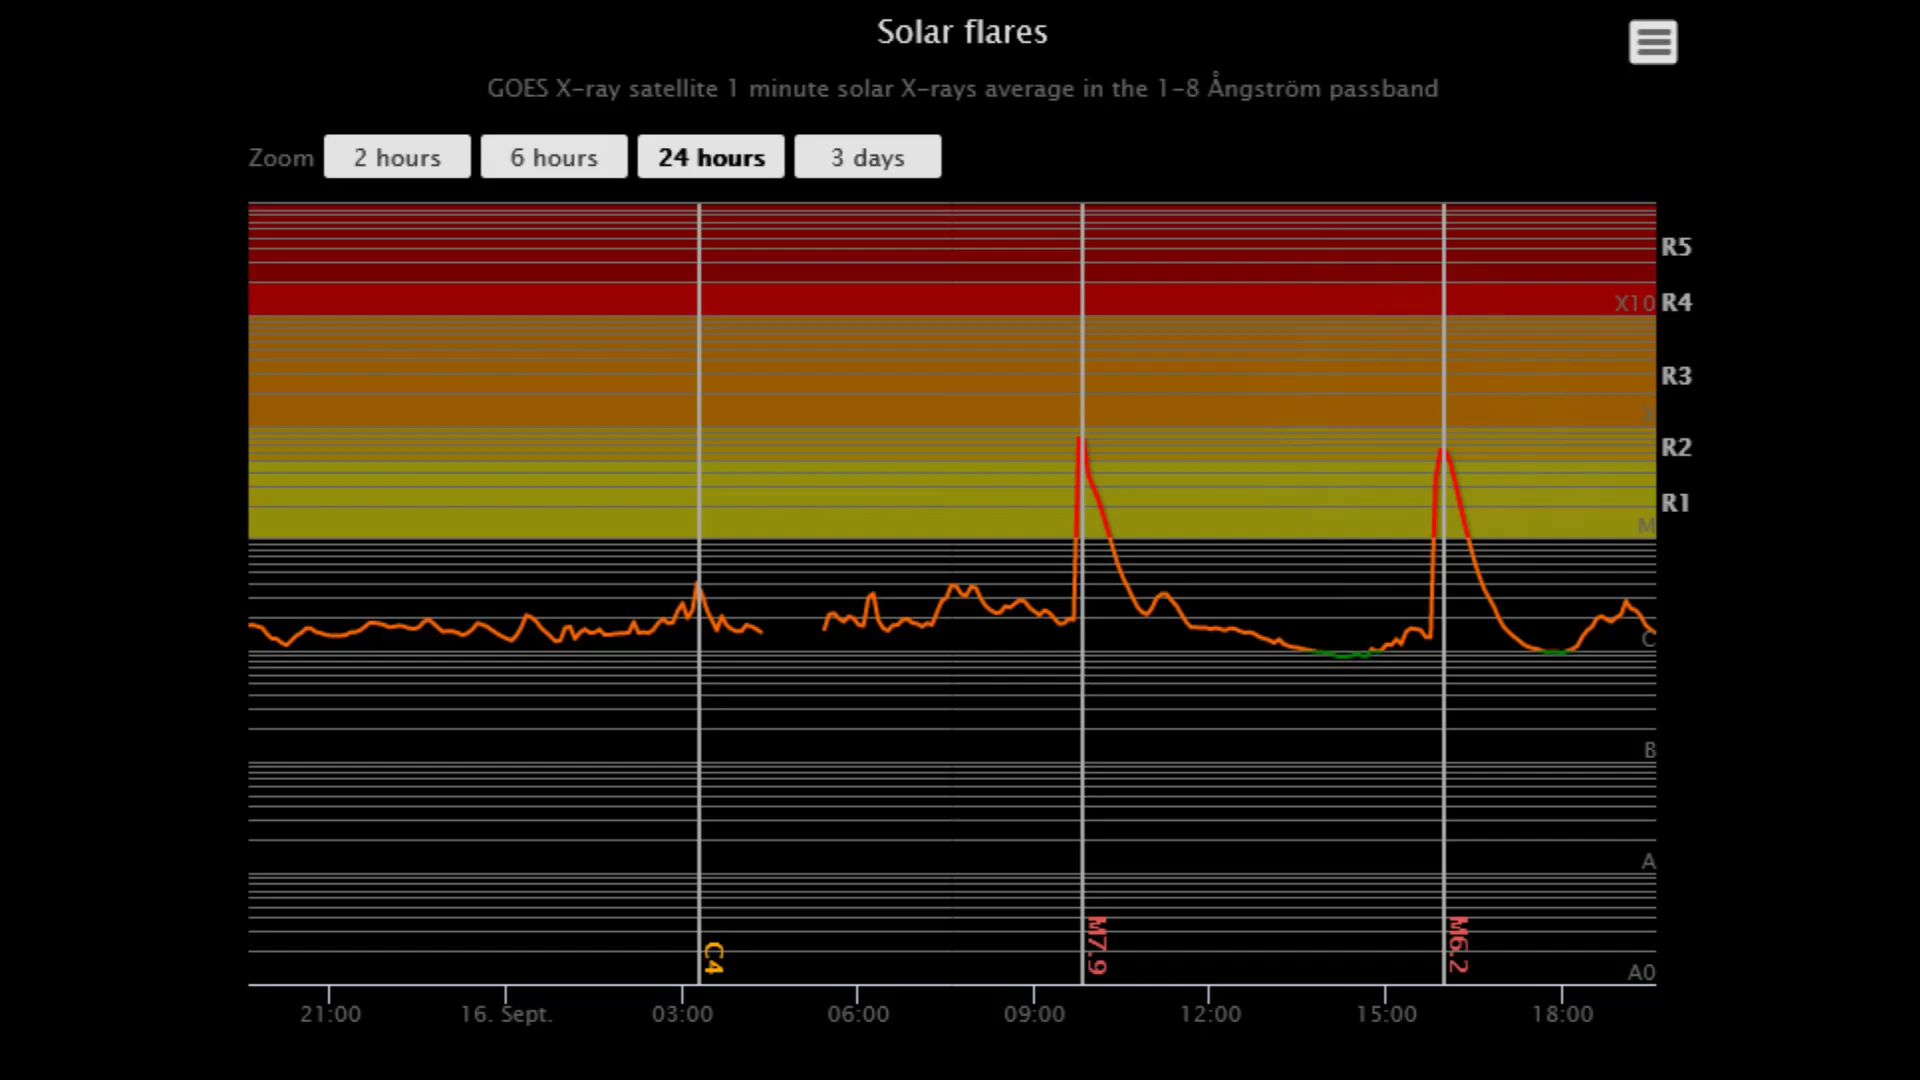 Solar flares
GOES X-ray satellite 1 minute solar X-rays average in the 1-8 Ångström passband
Zoom 2 hours 6 hours 24 hours 3 days
R5
X10 R4
R3
X
R2
R1
M
C
B
A
A0
C4
M7.9
M6.2
21:00 16. Sept. 03:00 06:00 09:00 12:00 15:00 18:00